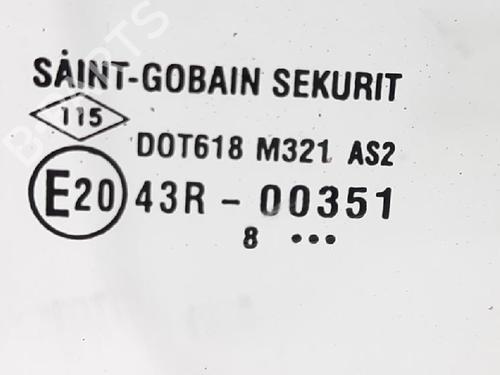 SAINT-GOBAIN SEKURIT
115
DOT618 M321 AS2
E20 43R - 00351
8 •••